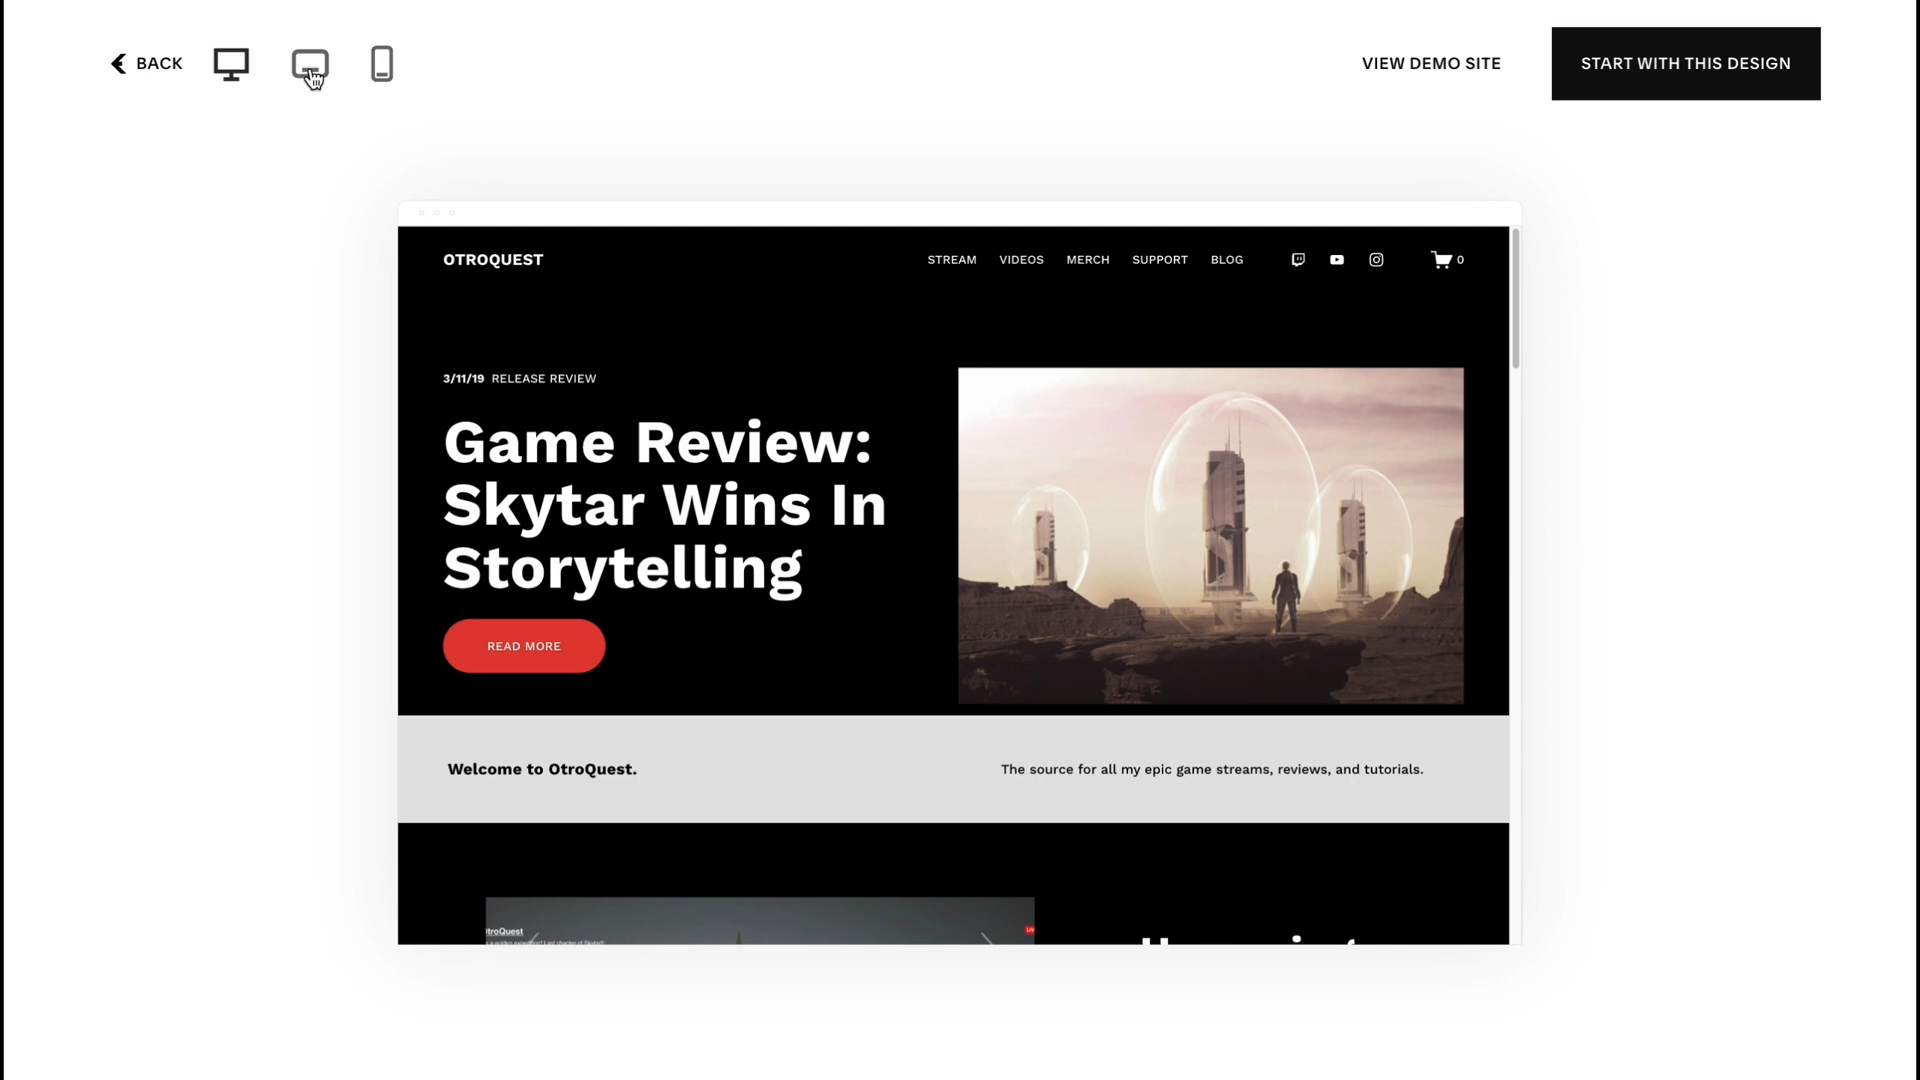 BACK
VIEW DEMO SITE
START WITH THIS DESIGN
OTROQUEST
STREAM VIDEOS MERCH SUPPORT BLOG
0
3/11/19 RELEASE REVIEW
Game Review:
Skytar Wins In
Storytelling
READ MORE
Welcome to OtroQuest.
The source for all my epic game streams, reviews, and tutorials.
troQuest